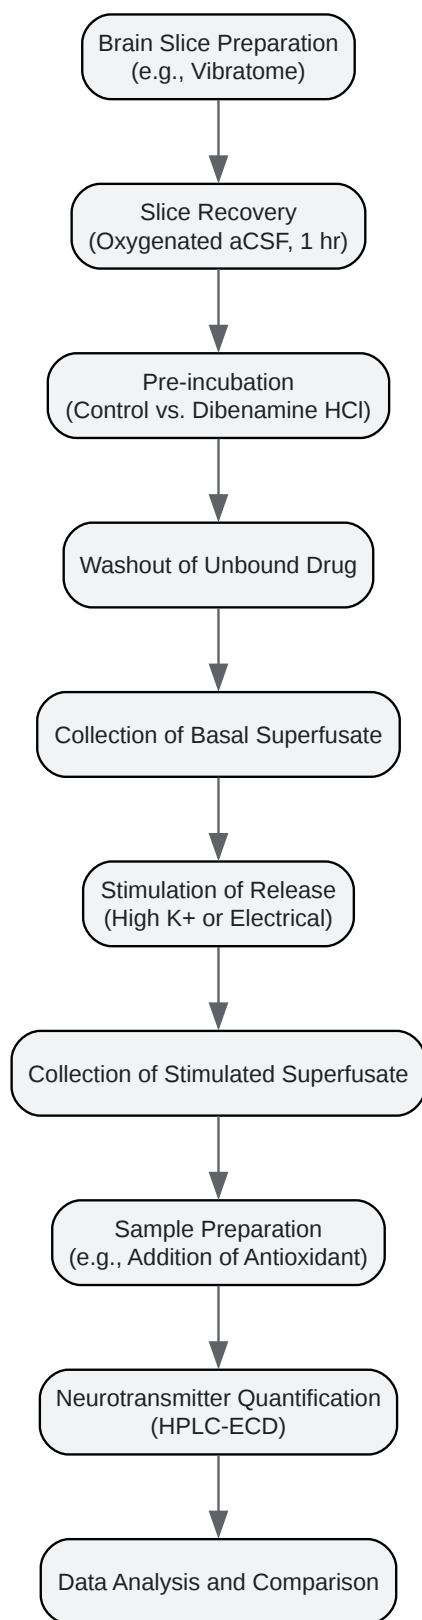 Brain Slice Preparation
(e.g., Vibratome)
Slice Recovery
(Oxygenated aCSF, 1 hr)
Pre-incubation
(Control vs. Dibenamine HCl)
Washout of Unbound Drug
Collection of Basal Superfusate
Stimulation of Release
(High K+ or Electrical)
Collection of Stimulated Superfusate
Sample Preparation
(e.g., Addition of Antioxidant)
Neurotransmitter Quantification
(HPLC-ECD)
Data Analysis and Comparison